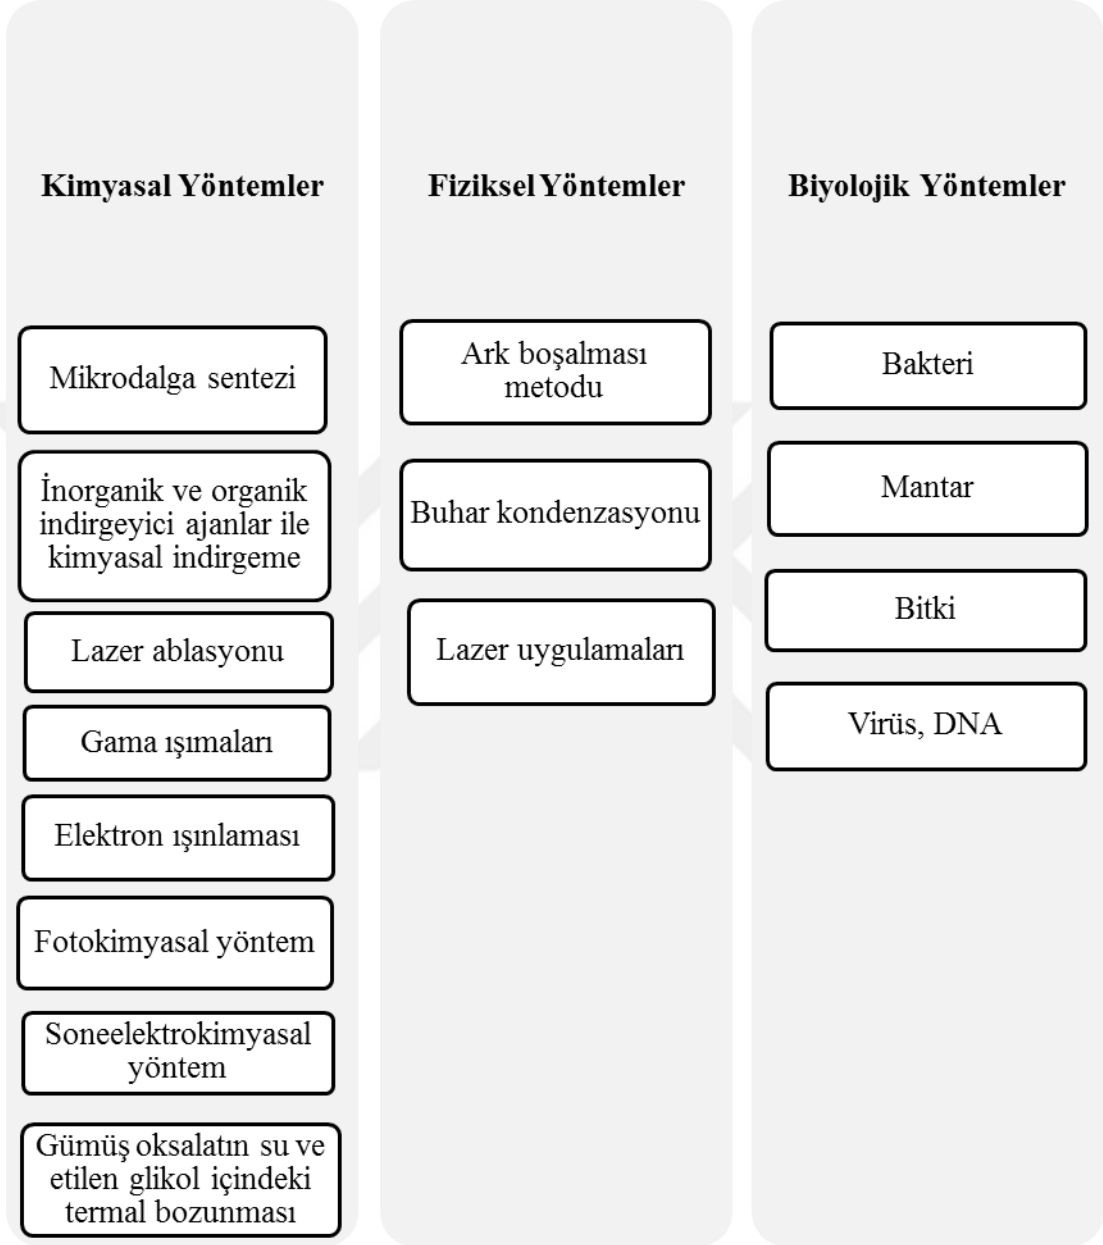 Kimyasal Yöntemler
Mikrodalga sentezi
İnorganik ve organik
indirgeyici ajanlar ile
kimyasal indirgeme
Lazer ablasyonu
Gama ışımaları
Elektron ışınlaması
Fotokimyasal yöntem
Soneelektrokimyasal
yöntem
Gümüş oksalatın su ve
etilen glikol içindeki
termal bozunması
Fiziksel Yöntemler
Ark boşalması
metodu
Buhar kondenzasyonu
Lazer uygulamaları
Biyolojik Yöntemler
Bakteri
Mantar
Bitki
Virüs, DNA